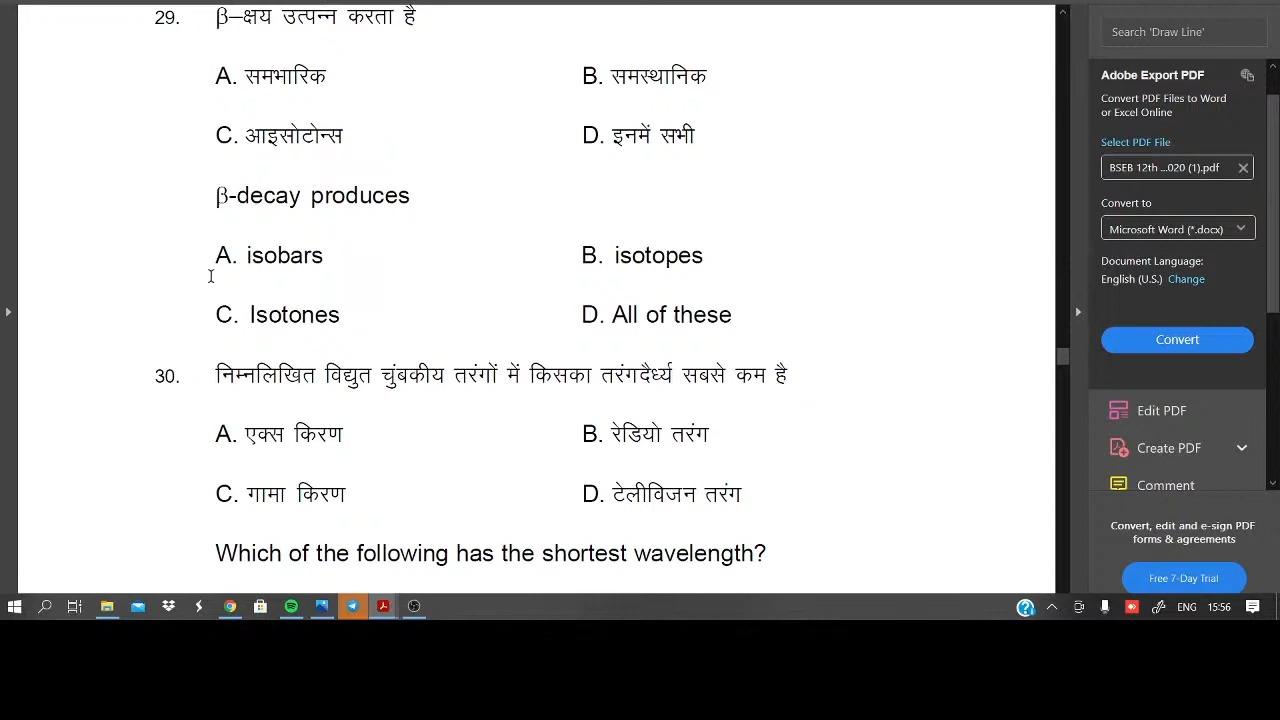 29. β–क्षय उत्पन्न करता है
A. समभारिक B. समस्थानिक
C. आइसोटोन्स D. इनमें सभी
β-decay produces
A. isobars B. isotopes
C. Isotones D. All of these
30. निम्नलिखित विद्युत चुंबकीय तरंगों में किसका तरंगदैर्ध्य सबसे कम है
A. एक्स किरण B. रेडियो तरंग
C. गामा किरण D. टेलीविजन तरंग
Which of the following has the shortest wavelength?
Search 'Draw Line'
Adobe Export PDF
Convert PDF Files to Word
or Excel Online
Select PDF File
BSEB 12th ...020 (1).pdf
Convert to
Microsoft Word (*.docx)
Document Language:
English (U.S.) Change
Convert
Edit PDF
Create PDF
Comment
Convert, edit and e-sign PDF
forms & agreements
Free 7-Day Trial
ENG 15:56